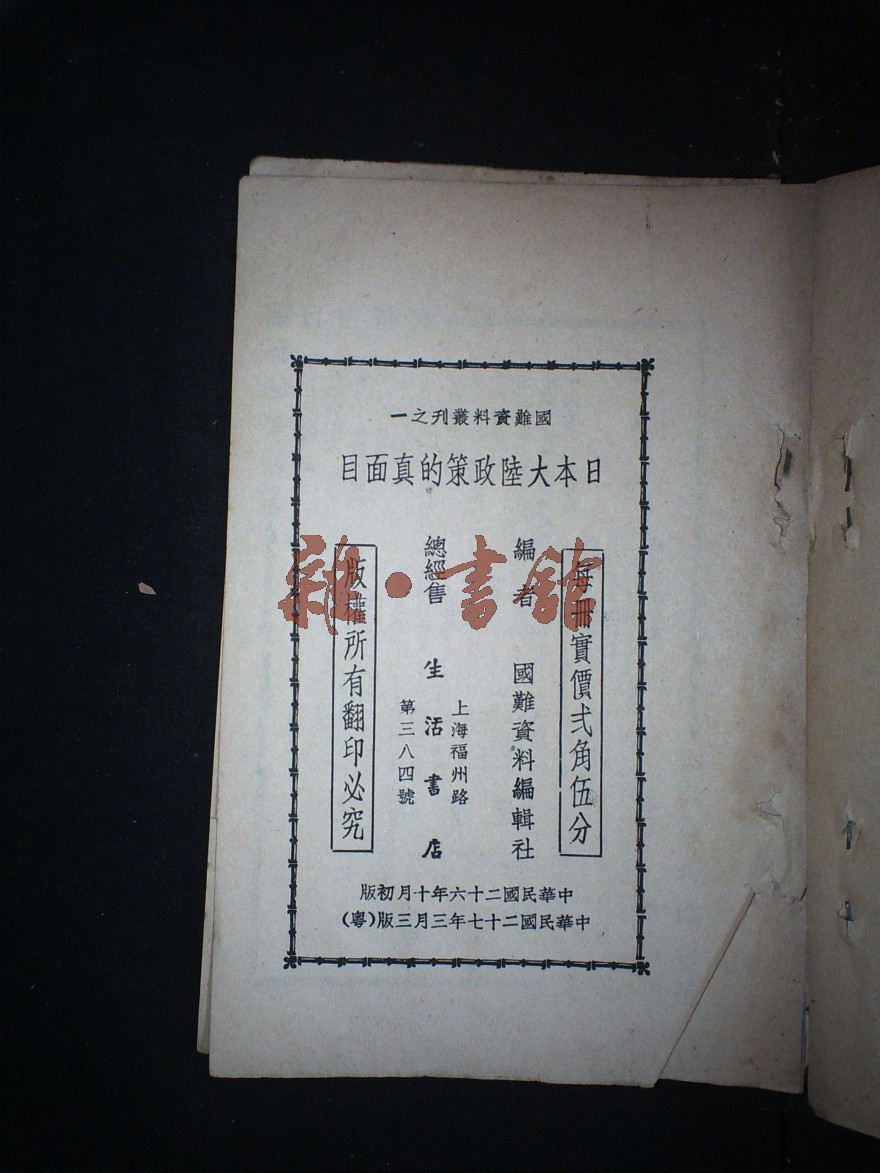 國難資料叢刊之一
日本大陸政策的真面目
每冊實價弍角伍分
編者 國難資料編輯社
總經售 生活書店
上海福州路
第三八四號
版權所有翻印必究
中華民國二十六年十月初版
中華民國二十七年三月三版(粵)
雜·書館